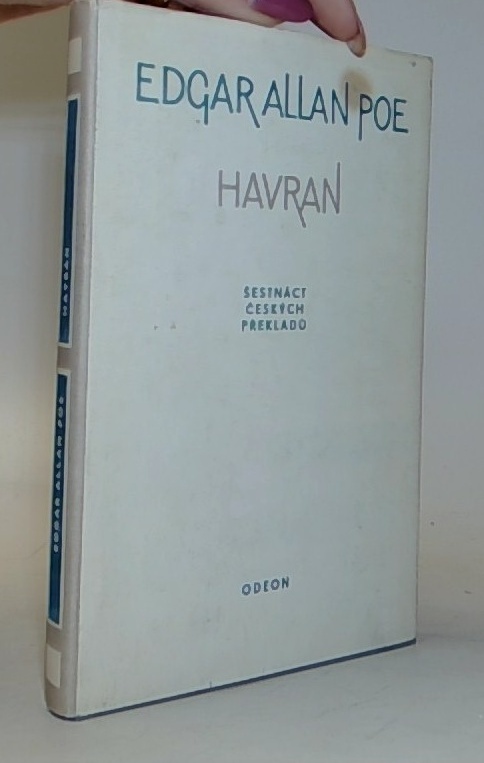 EDGAR ALLAN POE
HAVRAN
ŠESTNÁCT
ČESKÝCH
PŘEKLADŮ
ODEON
EDGAR ALLAN POE
HAVRAN